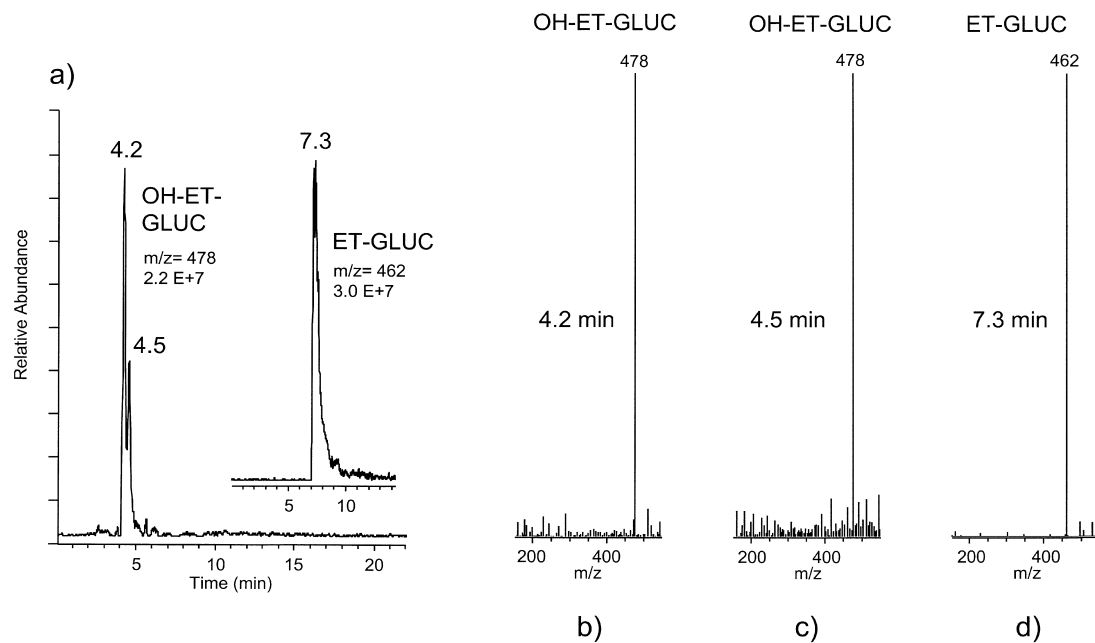 a)
Relative Abundance
4.2
OH-ET-
GLUC
m/z= 478
2.2 E+7
4.5
7.3
ET-GLUC
m/z= 462
3.0 E+7
5 10
5 10 15 20
Time (min)
OH-ET-GLUC
478
4.2 min
200 400
m/z
b)
OH-ET-GLUC
478
4.5 min
200 400
m/z
c)
ET-GLUC
462
7.3 min
200 400
m/z
d)